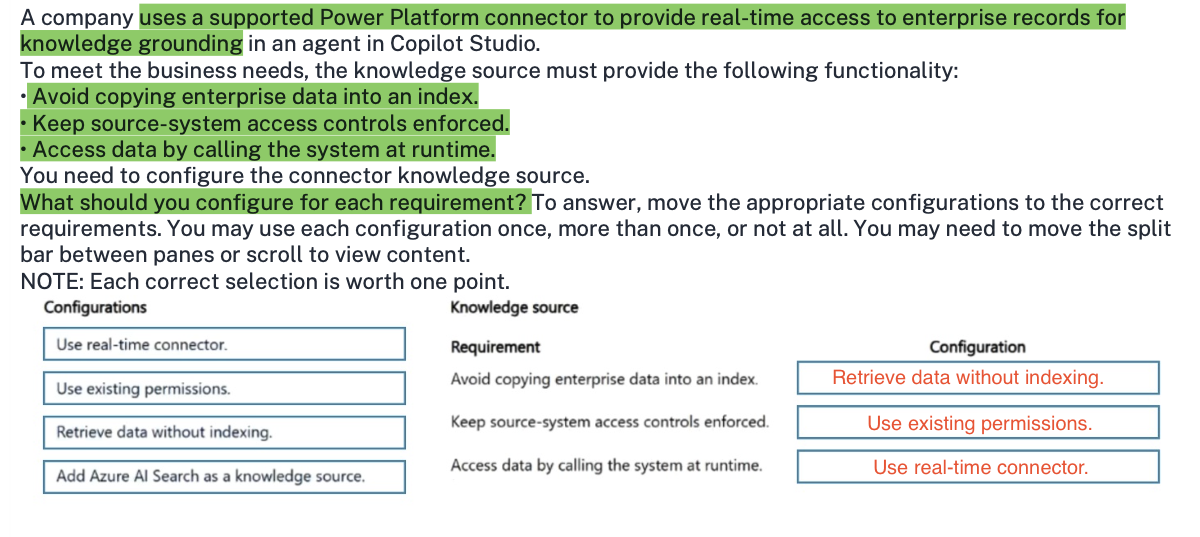 A company uses a supported Power Platform connector to provide real-time access to enterprise records for
knowledge grounding in an agent in Copilot Studio.
To meet the business needs, the knowledge source must provide the following functionality:
• Avoid copying enterprise data into an index.
• Keep source-system access controls enforced.
• Access data by calling the system at runtime.
You need to configure the connector knowledge source.
What should you configure for each requirement? To answer, move the appropriate configurations to the correct
requirements. You may use each configuration once, more than once, or not at all. You may need to move the split
bar between panes or scroll to view content.
NOTE: Each correct selection is worth one point.
Configurations
Use real-time connector.
Use existing permissions.
Retrieve data without indexing.
Add Azure AI Search as a knowledge source.
Knowledge source
Requirement Configuration
Avoid copying enterprise data into an index. Retrieve data without indexing.
Keep source-system access controls enforced. Use existing permissions.
Access data by calling the system at runtime. Use real-time connector.